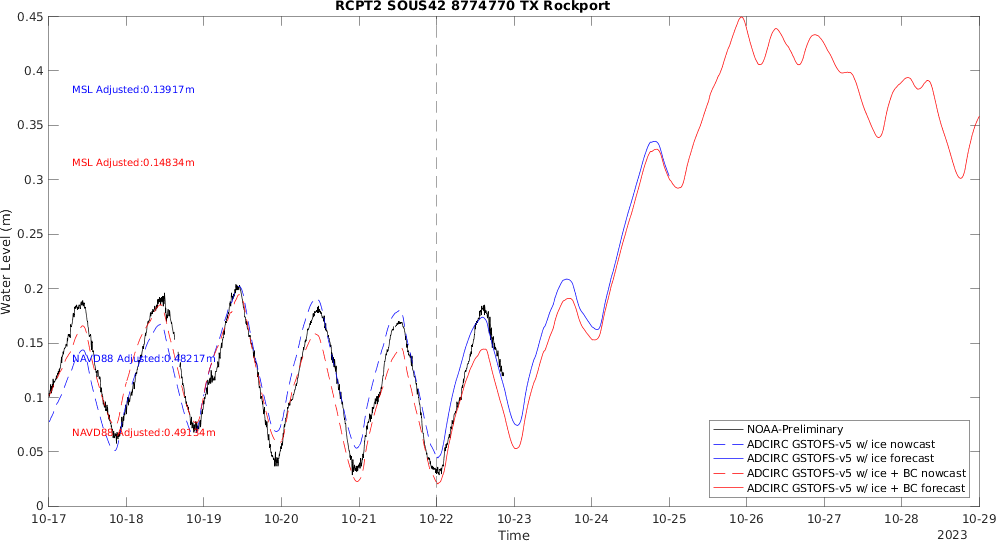 RCPT2 SOUS42 8774770 TX Rockport
0.45
0.4
0.35
0.3
0.25
0.2
0.15
0.1
0.05
0
Water Level (m)
MSL Adjusted:0.13917m
MSL Adjusted:0.14834m
NAVD88 Adjusted:0.48217m
NAVD88 Adjusted:0.49134m
NOAA-Preliminary
ADCIRC GSTOFS-v5 w/ ice nowcast
ADCIRC GSTOFS-v5 w/ ice forecast
ADCIRC GSTOFS-v5 w/ ice + BC nowcast
ADCIRC GSTOFS-v5 w/ ice + BC forecast
10-17 10-18 10-19 10-20 10-21 10-22 10-23 10-24 10-25 10-26 10-27 10-28 10-29
Time
2023